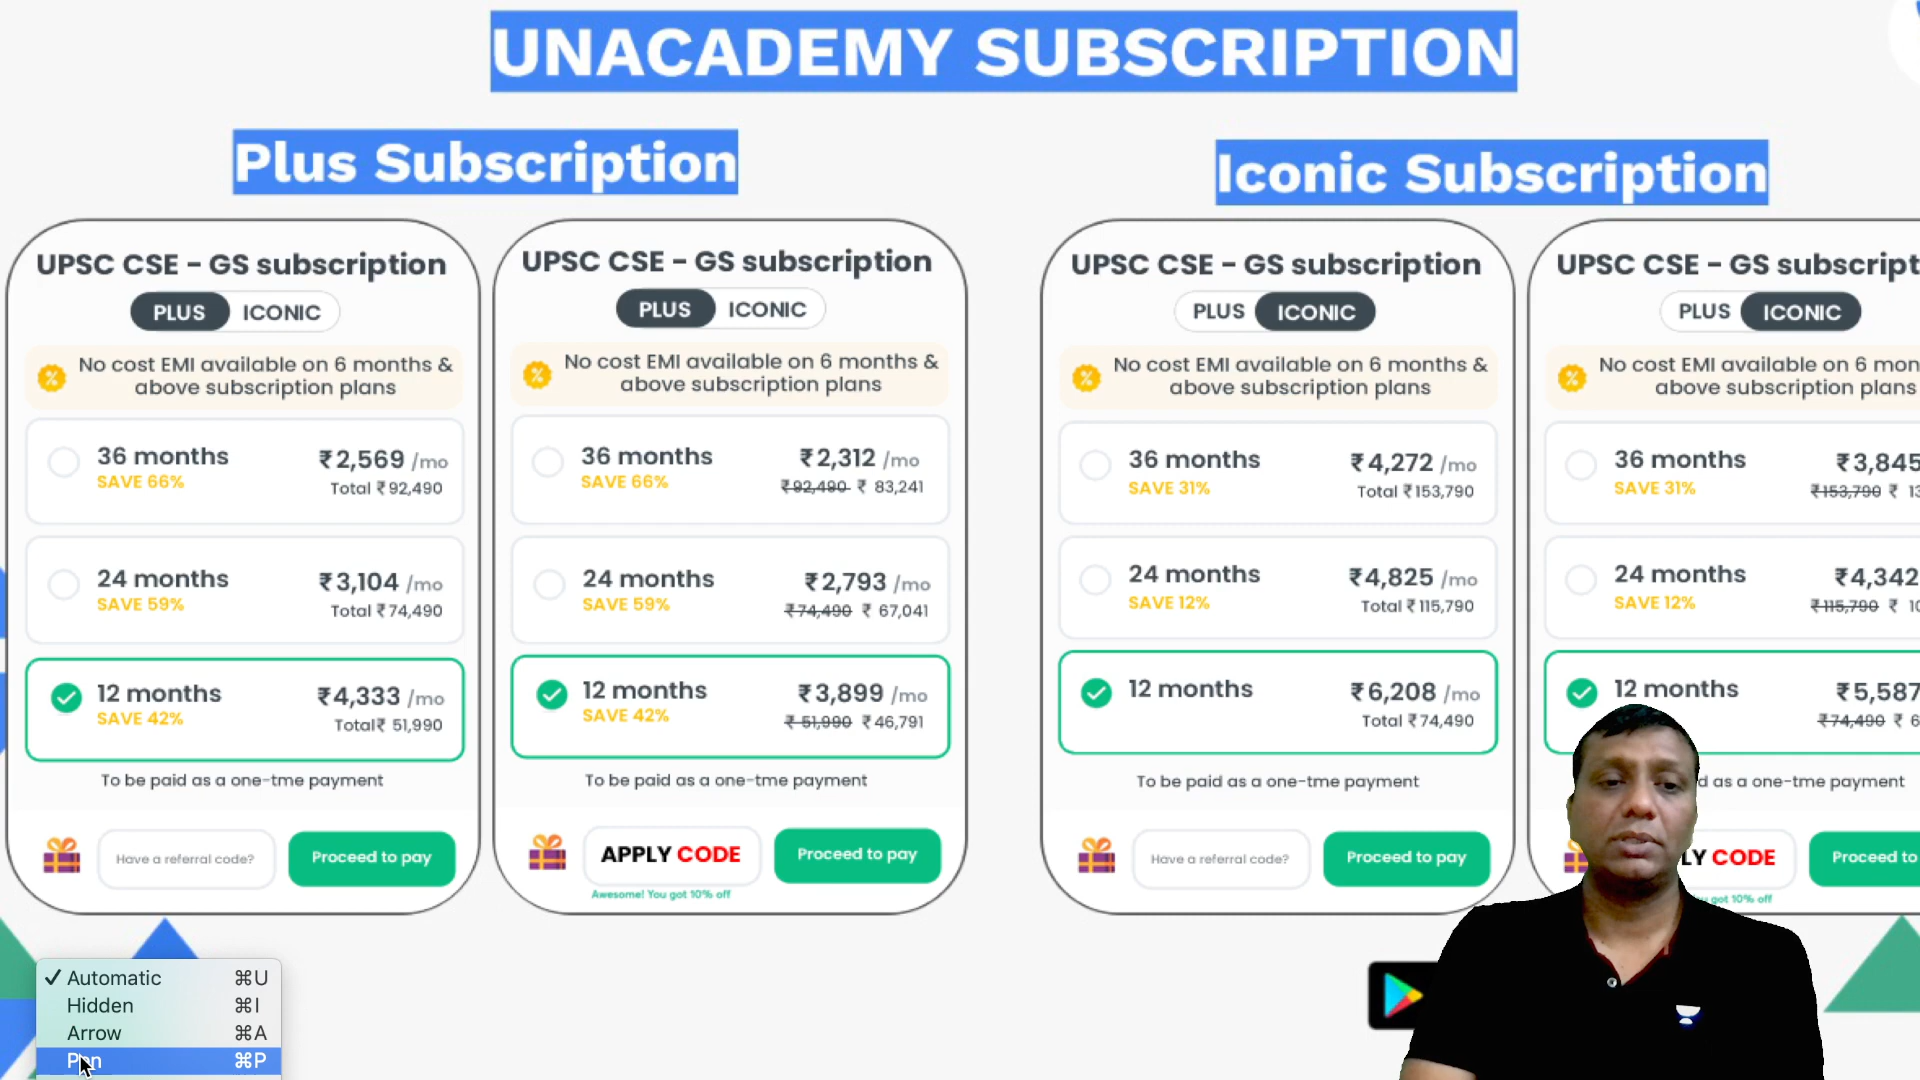 UNACADEMY SUBSCRIPTION
Plus Subscription
Iconic Subscription
UPSC CSE - GS subscription
PLUS ICONIC
No cost EMI available on 6 months &
above subscription plans
36 months ₹2,569 /mo
SAVE 66% Total ₹92,490
24 months ₹3,104 /mo
SAVE 59% Total ₹74,490
12 months ₹4,333 /mo
SAVE 42% Total₹ 51,990
To be paid as a one-tme payment
Have a referral code? Proceed to pay
UPSC CSE - GS subscription
PLUS ICONIC
No cost EMI available on 6 months &
above subscription plans
36 months ₹2,312 /mo
SAVE 66% ₹92,490 ₹ 83,241
24 months ₹2,793 /mo
SAVE 59% ₹74,490 ₹ 67,041
12 months ₹3,899 /mo
SAVE 42% ₹ 51,990 ₹46,791
To be paid as a one-tme payment
APPLY CODE Proceed to pay
Awesome! You got 10% off
UPSC CSE - GS subscription
PLUS ICONIC
No cost EMI available on 6 months &
above subscription plans
36 months ₹4,272 /mo
SAVE 31% Total ₹153,790
24 months ₹4,825 /mo
SAVE 12% Total ₹115,790
12 months ₹6,208 /mo
Total ₹74,490
To be paid as a one-tme payment
Have a referral code? Proceed to pay
UPSC CSE - GS subscript
PLUS ICONIC
No cost EMI available on 6 mon
above subscription plans
36 months ₹3,845
SAVE 31% ₹153,790 ₹ 13
24 months ₹4,342
SAVE 12% ₹115,790 ₹ 10
12 months ₹5,587
₹74,490 ₹ 6
d as a one-tme payment
LY CODE Proceed to
got 10% off
Automatic ⌘U
Hidden ⌘I
Arrow ⌘A
Pen ⌘P